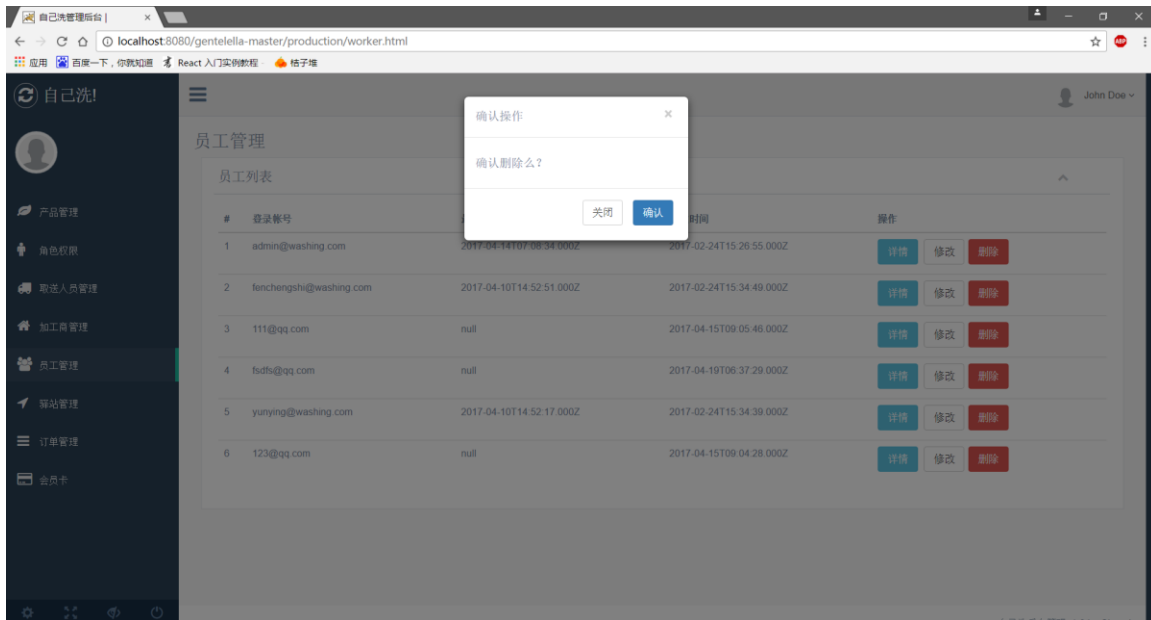 自己洗管理后台 |
localhost:8080/gentelella-master/production/worker.html
应用 百度一下，你就知道 React 入门实例教程 桔子堆
自己洗!
John Doe
确认操作 ×
确认删除么？
关闭 确认
员工管理
员工列表
产品管理
角色权限
取送人员管理
加工商管理
员工管理
驿站管理
订单管理
会员卡
# 登录帐号 时间 操作
1 admin@washing.com 2017-04-14T07:08:34.000Z 2017-02-24T15:26:55.000Z 详情 修改 删除
2 fenchengshi@washing.com 2017-04-10T14:52:51.000Z 2017-02-24T15:34:49.000Z 详情 修改 删除
3 111@qq.com null 2017-04-15T09:05:46.000Z 详情 修改 删除
4 fsdfs@qq.com null 2017-04-19T06:37:29.000Z 详情 修改 删除
5 yunying@washing.com 2017-04-10T14:52:17.000Z 2017-02-24T15:34:39.000Z 详情 修改 删除
6 123@qq.com null 2017-04-15T09:04:28.000Z 详情 修改 删除